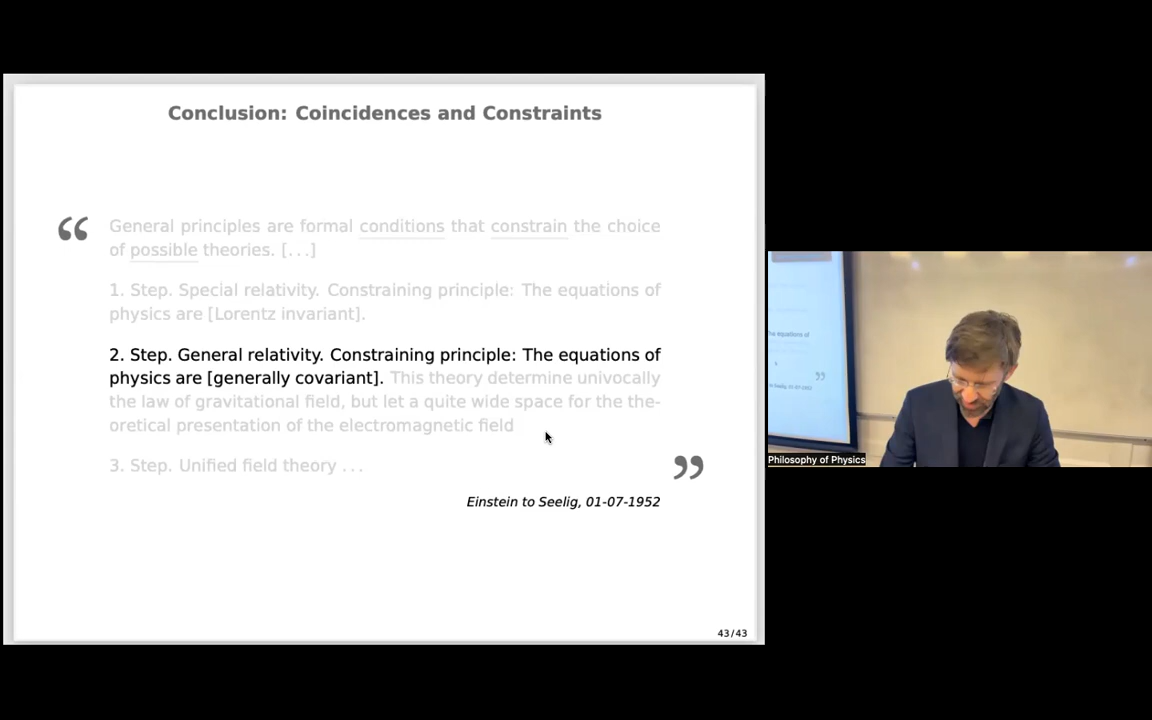 Conclusion: Coincidences and Constraints
“ General principles are formal conditions that constrain the choice
of possible theories. [...]
1. Step. Special relativity. Constraining principle: The equations of
physics are [Lorentz invariant].
2. Step. General relativity. Constraining principle: The equations of
physics are [generally covariant]. This theory determine univocally
the law of gravitational field, but let a quite wide space for the the-
oretical presentation of the electromagnetic field
3. Step. Unified field theory ... ”
Einstein to Seelig, 01-07-1952
43/43
he equations of
”
Philosophy of Physics